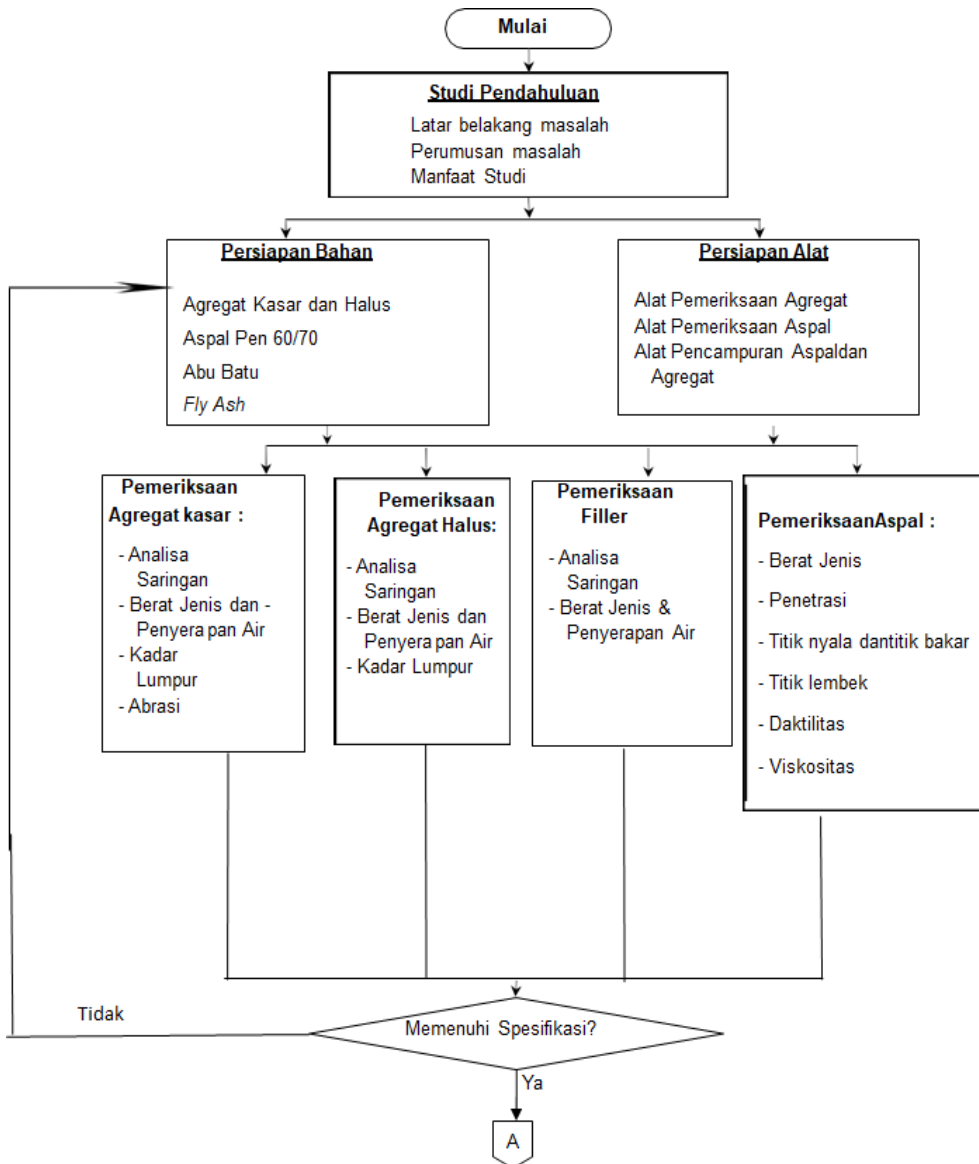 Mulai
Studi Pendahuluan
Latar belakang masalah
Perumusan masalah
Manfaat Studi
Persiapan Bahan
Agregat Kasar dan Halus
Aspal Pen 60/70
Abu Batu
Fly Ash
Persiapan Alat
Alat Pemeriksaan Agregat
Alat Pemeriksaan Aspal
Alat Pencampuran Aspaldan
Agregat
Pemeriksaan
Agregat kasar :
- Analisa
Saringan
- Berat Jenis dan -
Penyerapan Air
- Kadar
Lumpur
- Abrasi
Pemeriksaan
Agregat Halus:
- Analisa
Saringan
- Berat Jenis dan
Penyerapan Air
- Kadar Lumpur
Pemeriksaan
Filler
- Analisa
Saringan
- Berat Jenis &
Penyerapan Air
PemeriksaanAspal :
- Berat Jenis
- Penetrasi
- Titik nyala dantitik bakar
- Titik lembek
- Daktilitas
- Viskositas
Tidak
Memenuhi Spesifikasi?
Ya
A